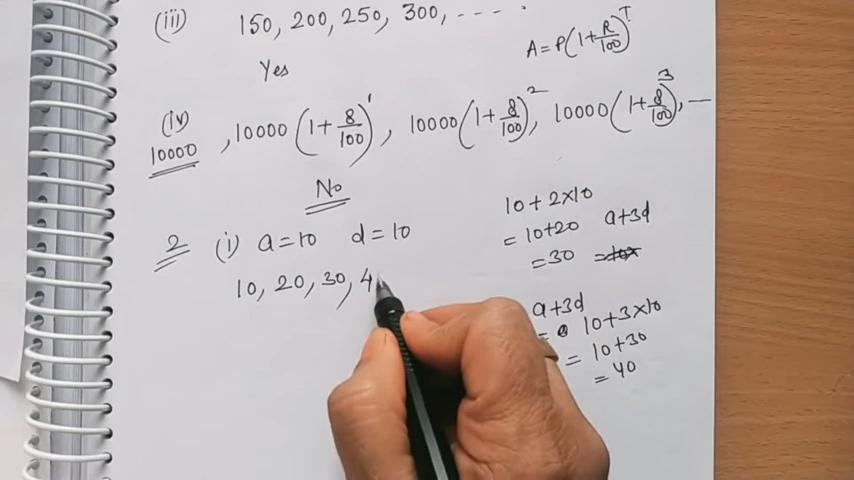 (iii) 150, 200, 250, 300, ----.
A = P(1+R/100)^T
Yes
(iv)
10000, 10000(1+8/100)^1, 10000(1+8/100)^2, 10000(1+8/100)^3, --
No
2 (i) a=10 d=10
10, 20, 30, 4
10+2×10
=10+20 a+3d
=30
a+3d
= 10+3×10
= 10+30
= 40